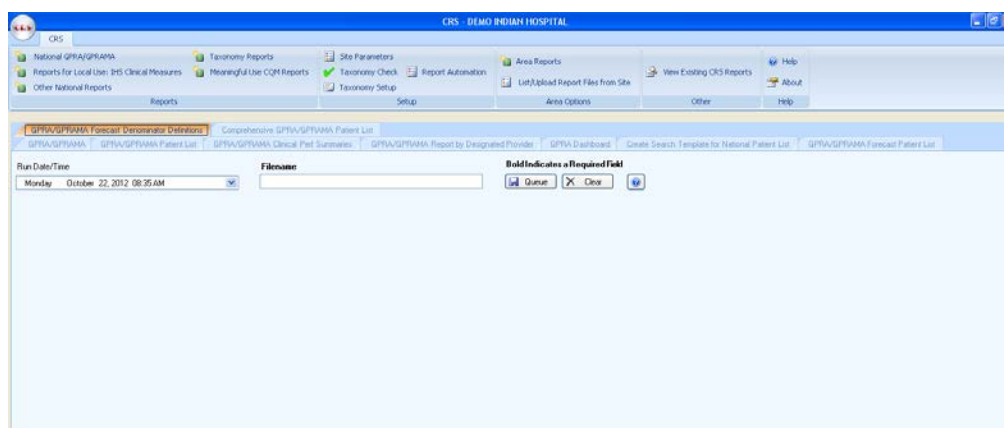 CRS - DEMO INDIAN HOSPITAL
CRS
National GPRA/GPRAMA
Reports for Local Use: IHS Clinical Measures
Other National Reports
Taxonomy Reports
Meaningful Use CQM Reports
Reports
Site Parameters
Taxonomy Check
Report Automation
Taxonomy Setup
Setup
Area Reports
List/Upload Report Files from Site
Area Options
View Existing CRS Reports
Other
Help
About
Help
GPRA/GPRAMA Forecast Denominator Definitions
Comprehensive GPRA/GPRAMA Patient List
GPRA/GPRAMA
GPRA/GPRAMA Patient List
GPRA/GPRAMA Clinical Perf Summaries
GPRA/GPRAMA Report by Designated Provider
GPRA Dashboard
Create Search Template for National Patient List
GPRA/GPRAMA Forecast Patient List
Run Date/Time
Filename
Bold Indicates a Required Field
Monday October 22, 2012 08:35 AM
Queue
Clear